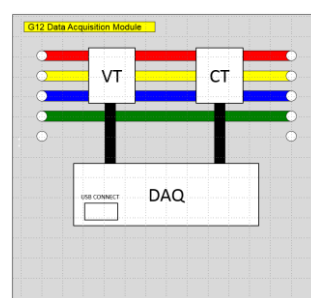 G12 Data Acquisition Module
VT
CT
USB CONNECT
DAQ